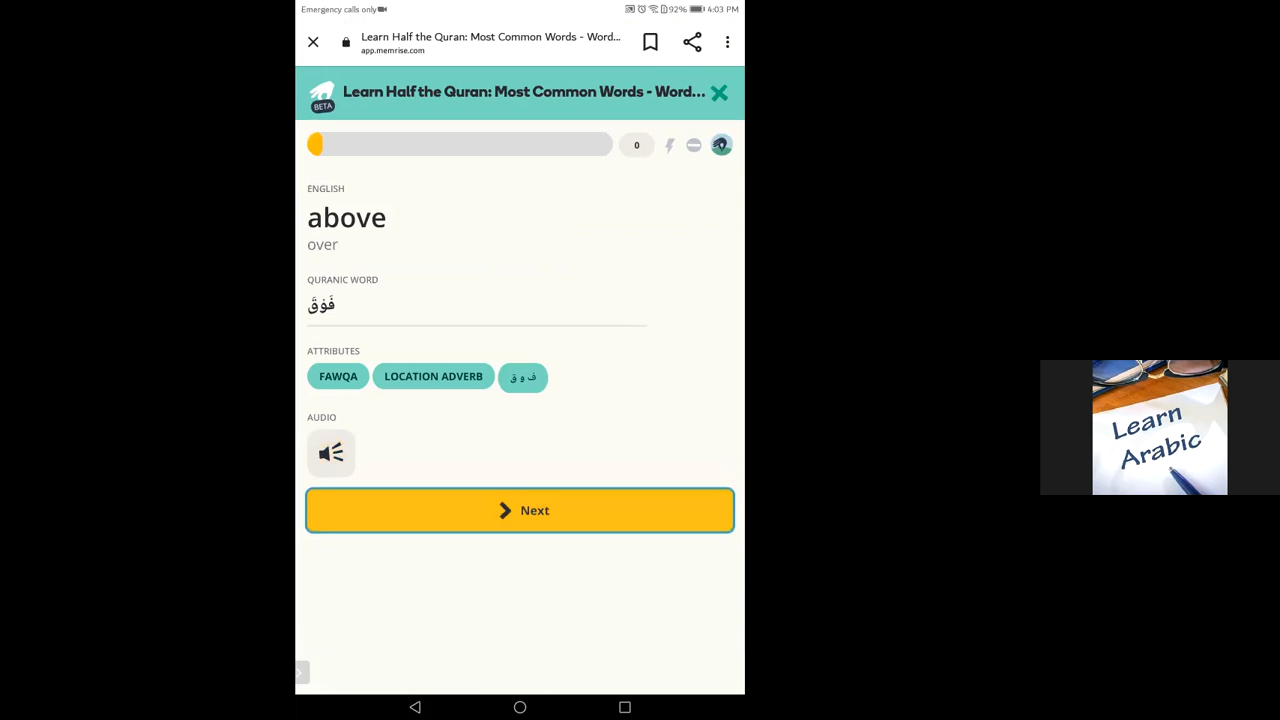 Emergency calls only
92% 4:03 PM
Learn Half the Quran: Most Common Words - Word...
app.memrise.com
Learn Half the Quran: Most Common Words - Word...
BETA
0
ENGLISH
above
over
QURANIC WORD
فَوْقَ
ATTRIBUTES
FAWQA LOCATION ADVERB ف و ق
AUDIO
Next
Learn
Arabic